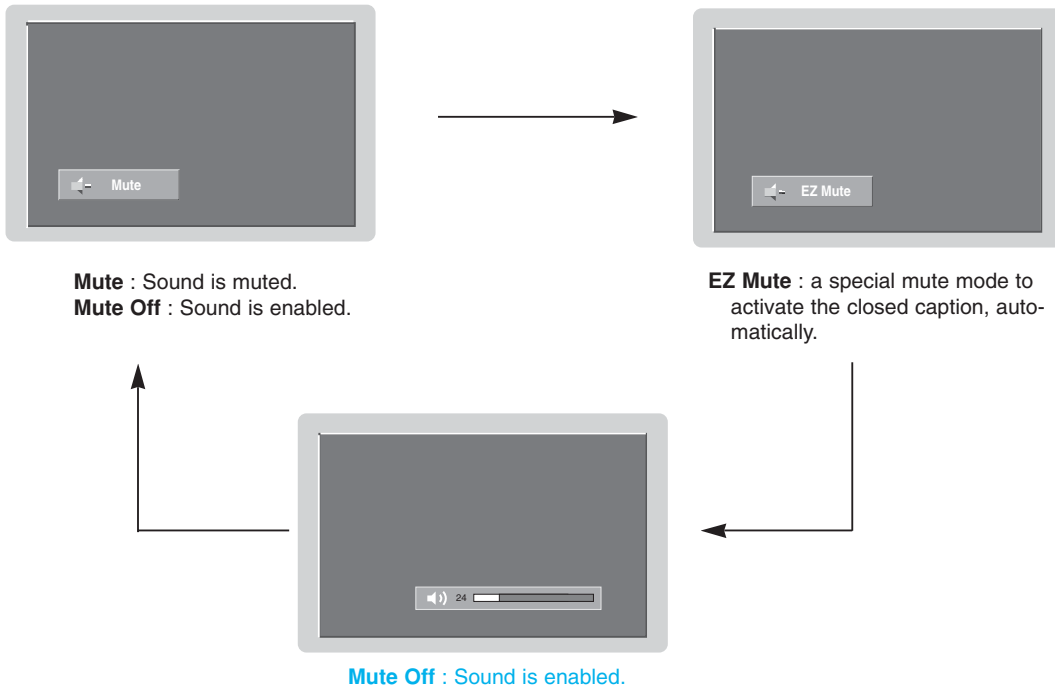 Mute
EZ Mute
Mute : Sound is muted.
Mute Off : Sound is enabled.
EZ Mute : a special mute mode to
activate the closed caption, auto-
matically.
24
Mute Off : Sound is enabled.